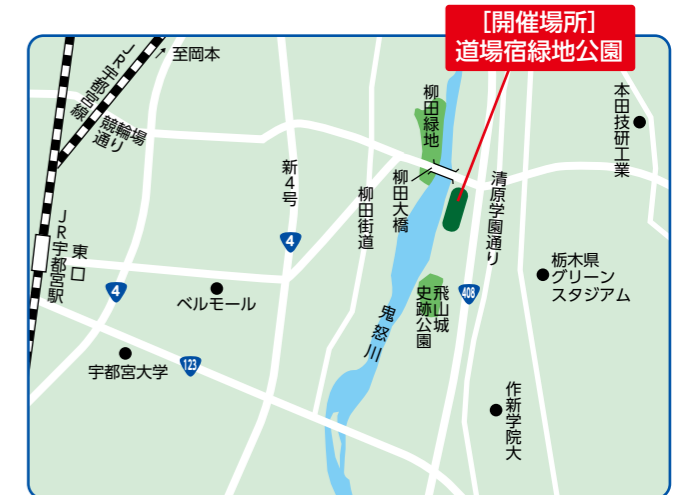 [開催場所]
道場宿緑地公園
至岡本
JR宇都宮線
競輪場
通り
柳田緑地
本田技研工業
新4号
柳田街道
柳田大橋
清原学園通り
JR宇都宮駅
東口
4
4
ベルモール
栃木県
グリーン
スタジアム
飛山城
史跡公園
408
鬼怒川
宇都宮大学
123
作新学院大